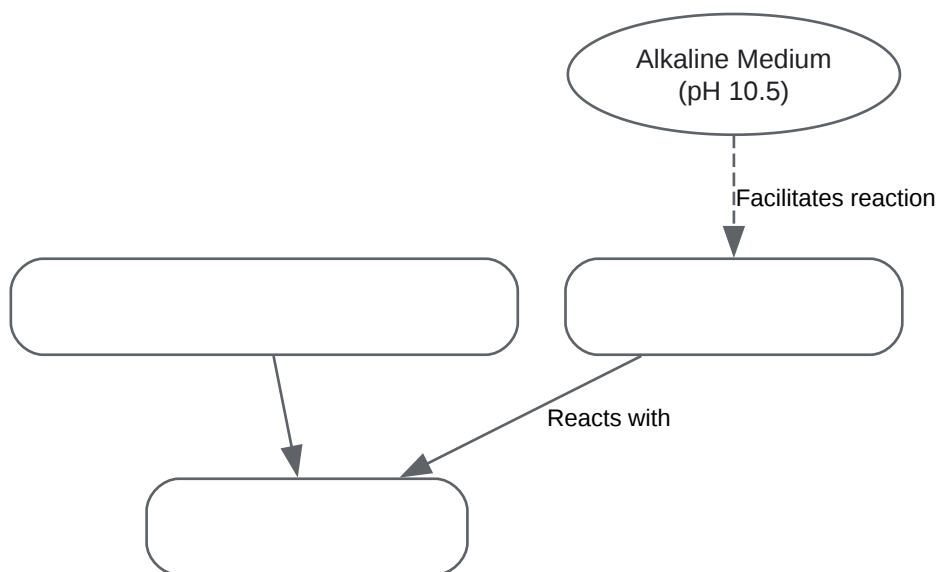 Alkaline Medium
(pH 10.5)
Facilitates reaction
Reacts with